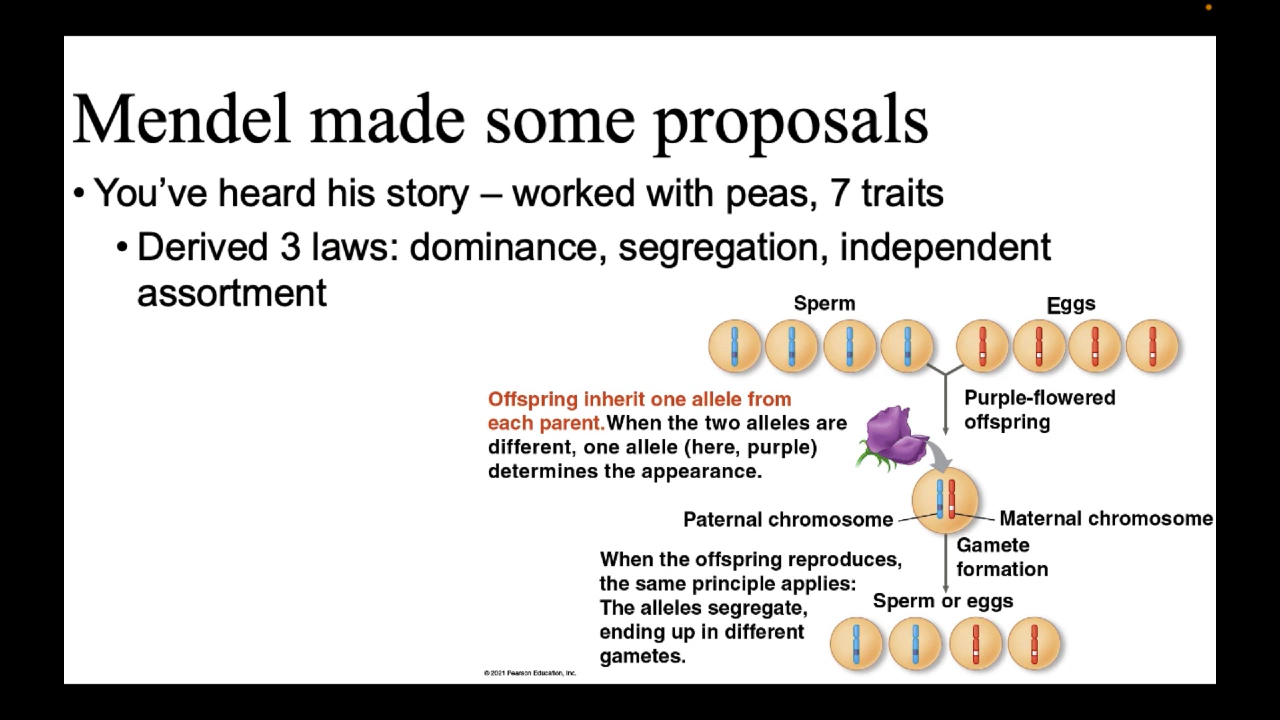 Mendel made some proposals
• You’ve heard his story – worked with peas, 7 traits
• Derived 3 laws: dominance, segregation, independent
assortment
Sperm
Eggs
Offspring inherit one allele from
each parent.When the two alleles are
different, one allele (here, purple)
determines the appearance.
Purple-flowered
offspring
Paternal chromosome
Maternal chromosome
Gamete
formation
When the offspring reproduces,
the same principle applies:
The alleles segregate,
ending up in different
gametes.
Sperm or eggs
© 2021 Pearson Education, Inc.